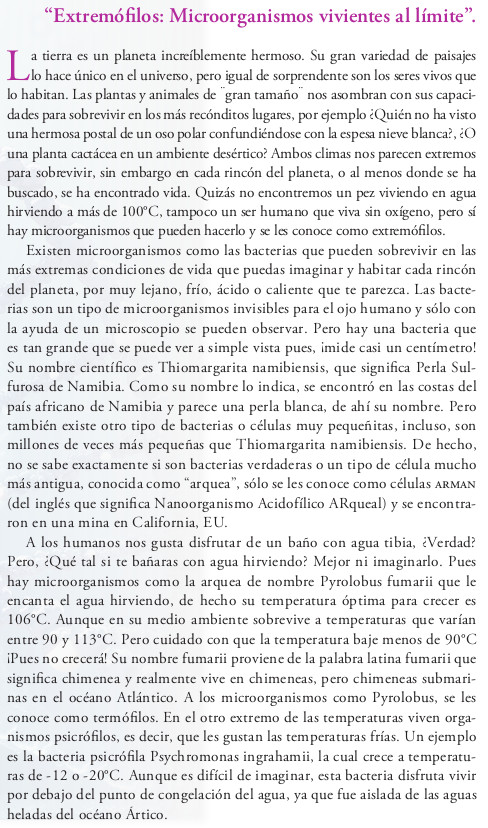 “Extremófilos: Microorganismos vivientes al límite”.
La tierra es un planeta increíblemente hermoso. Su gran variedad de paisajes
lo hace único en el universo, pero igual de sorprendente son los seres vivos que
lo habitan. Las plantas y animales de ¨gran tamaño¨ nos asombran con sus capaci-
dades para sobrevivir en los más recónditos lugares, por ejemplo ¿Quién no ha visto
una hermosa postal de un oso polar confundiéndose con la espesa nieve blanca?, ¿O
una planta cactácea en un ambiente desértico? Ambos climas nos parecen extremos
para sobrevivir, sin embargo en cada rincón del planeta, o al menos donde se ha
buscado, se ha encontrado vida. Quizás no encontremos un pez viviendo en agua
hirviendo a más de 100°C, tampoco un ser humano que viva sin oxígeno, pero sí
hay microorganismos que pueden hacerlo y se les conoce como extremófilos.
Existen microorganismos como las bacterias que pueden sobrevivir en las
más extremas condiciones de vida que puedas imaginar y habitar cada rincón
del planeta, por muy lejano, frío, ácido o caliente que te parezca. Las bacte-
rias son un tipo de microorganismos invisibles para el ojo humano y sólo con
la ayuda de un microscopio se pueden observar. Pero hay una bacteria que
es tan grande que se puede ver a simple vista pues, ¡mide casi un centímetro!
Su nombre científico es Thiomargarita namibiensis, que significa Perla Sul-
furosa de Namibia. Como su nombre lo indica, se encontró en las costas del
país africano de Namibia y parece una perla blanca, de ahí su nombre. Pero
también existe otro tipo de bacterias o células muy pequeñitas, incluso, son
millones de veces más pequeñas que Thiomargarita namibiensis. De hecho,
no se sabe exactamente si son bacterias verdaderas o un tipo de célula mucho
más antigua, conocida como “arquea”, sólo se les conoce como células ARMAN
(del inglés que significa Nanoorganismo Acidofílico ARqueal) y se encontra-
ron en una mina en California, EU.
A los humanos nos gusta disfrutar de un baño con agua tibia, ¿Verdad?
Pero, ¿Qué tal si te bañaras con agua hirviendo? Mejor ni imaginarlo. Pues
hay microorganismos como la arquea de nombre Pyrolobus fumarii que le
encanta el agua hirviendo, de hecho su temperatura óptima para crecer es
106°C. Aunque en su medio ambiente sobrevive a temperaturas que varían
entre 90 y 113°C. Pero cuidado con que la temperatura baje menos de 90°C
¡Pues no crecerá! Su nombre fumarii proviene de la palabra latina fumarii que
significa chimenea y realmente vive en chimeneas, pero chimeneas submari-
nas en el océano Atlántico. A los microorganismos como Pyrolobus, se les
conoce como termófilos. En el otro extremo de las temperaturas viven orga-
nismos psicrófilos, es decir, que les gustan las temperaturas frías. Un ejemplo
es la bacteria psicrófila Psychromonas ingrahamii, la cual crece a temperatu-
ras de -12 o -20°C. Aunque es difícil de imaginar, esta bacteria disfruta vivir
por debajo del punto de congelación del agua, ya que fue aislada de las aguas
heladas del océano Ártico.